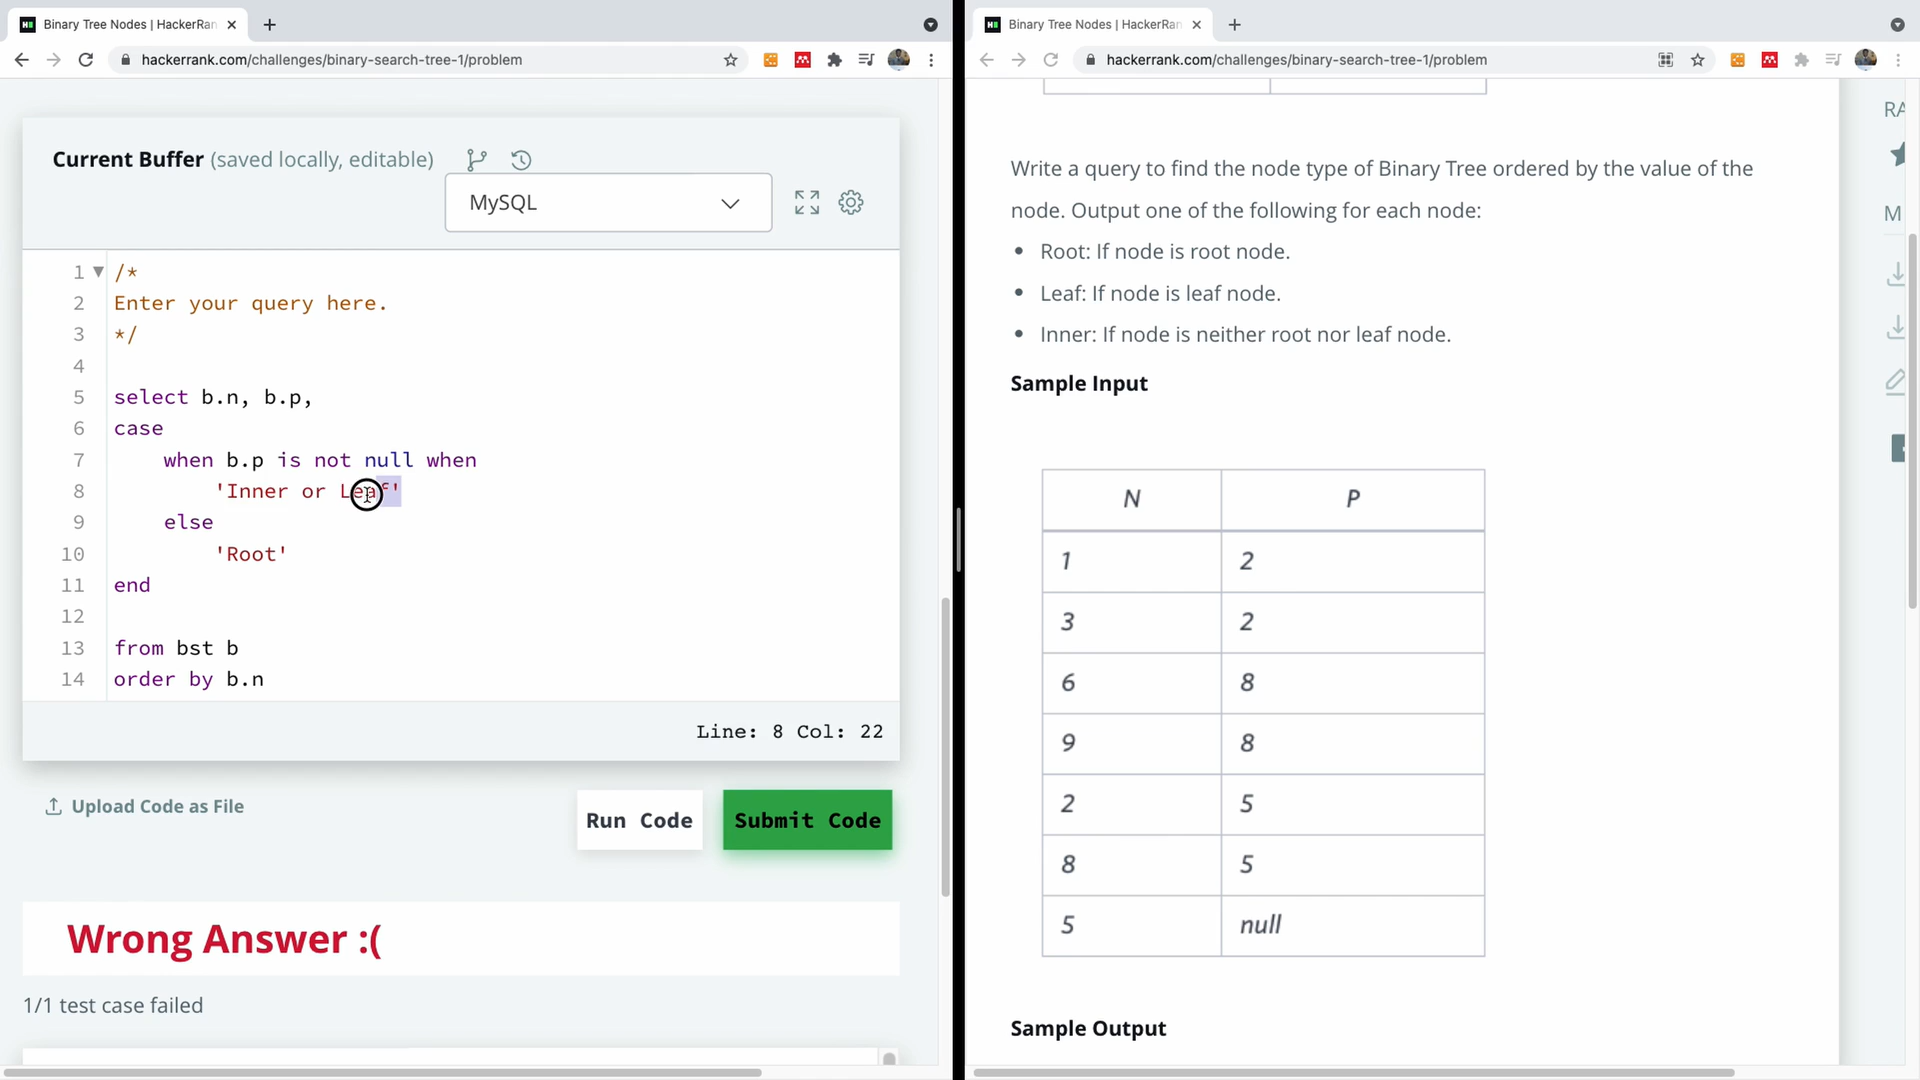 Binary Tree Nodes | HackerRan
hackerrank.com/challenges/binary-search-tree-1/problem
Current Buffer (saved locally, editable)
MySQL
1 /*
2 Enter your query here.
3 */
4
5 select b.n, b.p,
6 case
7 when b.p is not null when
8 'Inner or Leaf'
9 else
10 'Root'
11 end
12
13 from bst b
14 order by b.n
Line: 8 Col: 22
Upload Code as File
Run Code
Submit Code
Wrong Answer :(
1/1 test case failed
Binary Tree Nodes | HackerRan
hackerrank.com/challenges/binary-search-tree-1/problem
RA
Write a query to find the node type of Binary Tree ordered by the value of the
node. Output one of the following for each node:
M
• Root: If node is root node.
• Leaf: If node is leaf node.
• Inner: If node is neither root nor leaf node.
Sample Input
N P
1 2
3 2
6 8
9 8
2 5
8 5
5 null
Sample Output